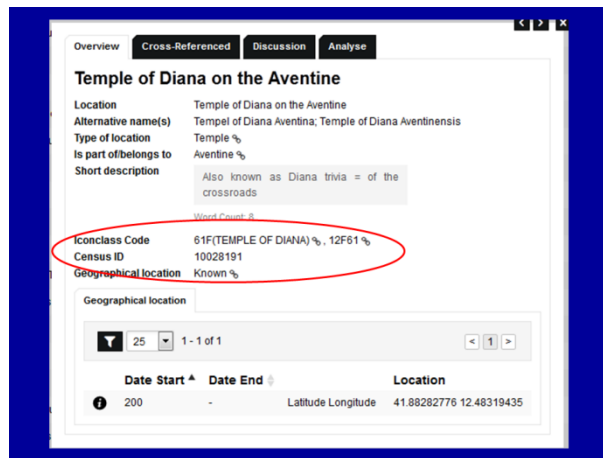 Overview Cross-Referenced Discussion Analyse
Temple of Diana on the Aventine
Location Temple of Diana on the Aventine
Alternative name(s) Tempel of Diana Aventina; Temple of Diana Aventinensis
Type of location Temple
Is part of/belongs to Aventine
Short description Also known as Diana trivia = of the
crossroads
Word Count: 8
Iconclass Code 61F(TEMPLE OF DIANA) , 12F61
Census ID 10028191
Geographical location Known
Geographical location
25 1 - 1 of 1 < 1 >
Date Start Date End Location
200 - Latitude Longitude 41.88282776 12.48319435